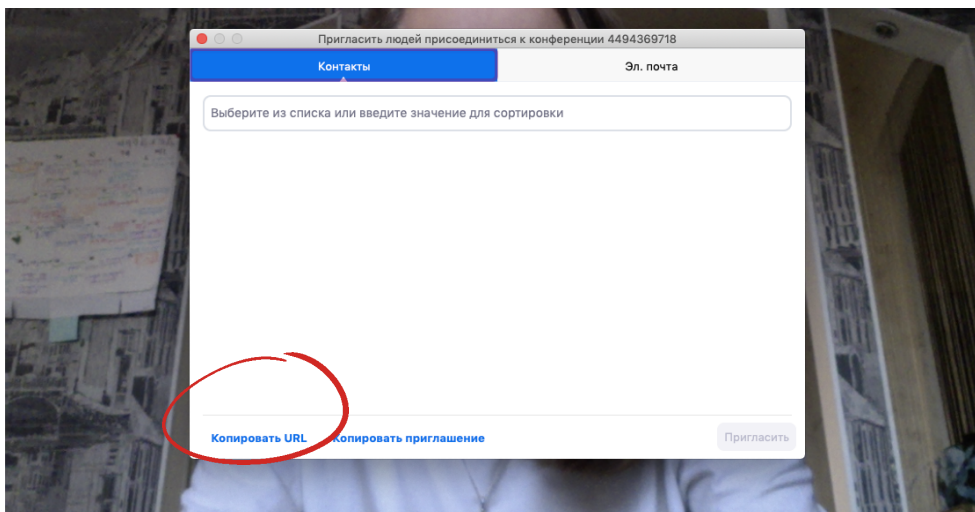 Пригласить людей присоединиться к конференции 4494369718
Контакты
Эл. почта
Выберите из списка или введите значение для сортировки
Копировать URL
Копировать приглашение
Пригласить